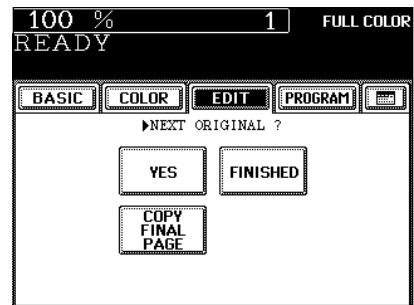 100 % 1 FULL COLOR
READY
BASIC COLOR EDIT PROGRAM
▶NEXT ORIGINAL ?
YES FINISHED
COPY
FINAL
PAGE